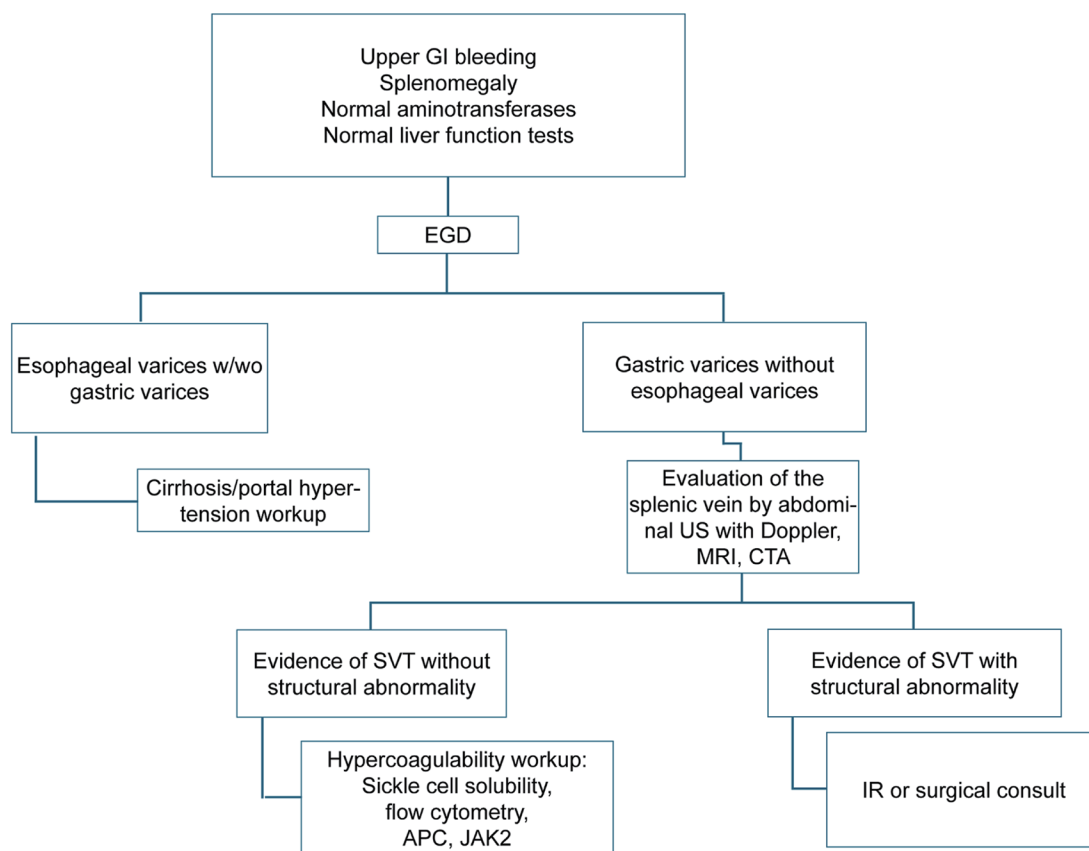 Upper GI bleeding
Splenomegaly
Normal aminotransferases
Normal liver function tests
EGD
Esophageal varices w/wo
gastric varices
Gastric varices without
esophageal varices
Cirrhosis/portal hyper-
tension workup
Evaluation of the
splenic vein by abdomi-
nal US with Doppler,
MRI, CTA
Evidence of SVT without
structural abnormality
Evidence of SVT with
structural abnormality
Hypercoagulability workup:
Sickle cell solubility,
flow cytometry,
APC, JAK2
IR or surgical consult